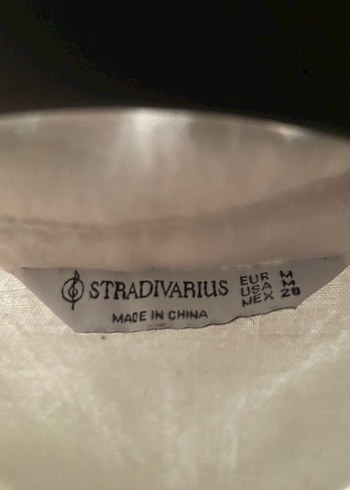 STRADIVARIUS
EUR M
USA M
MEX 28
MADE IN CHINA